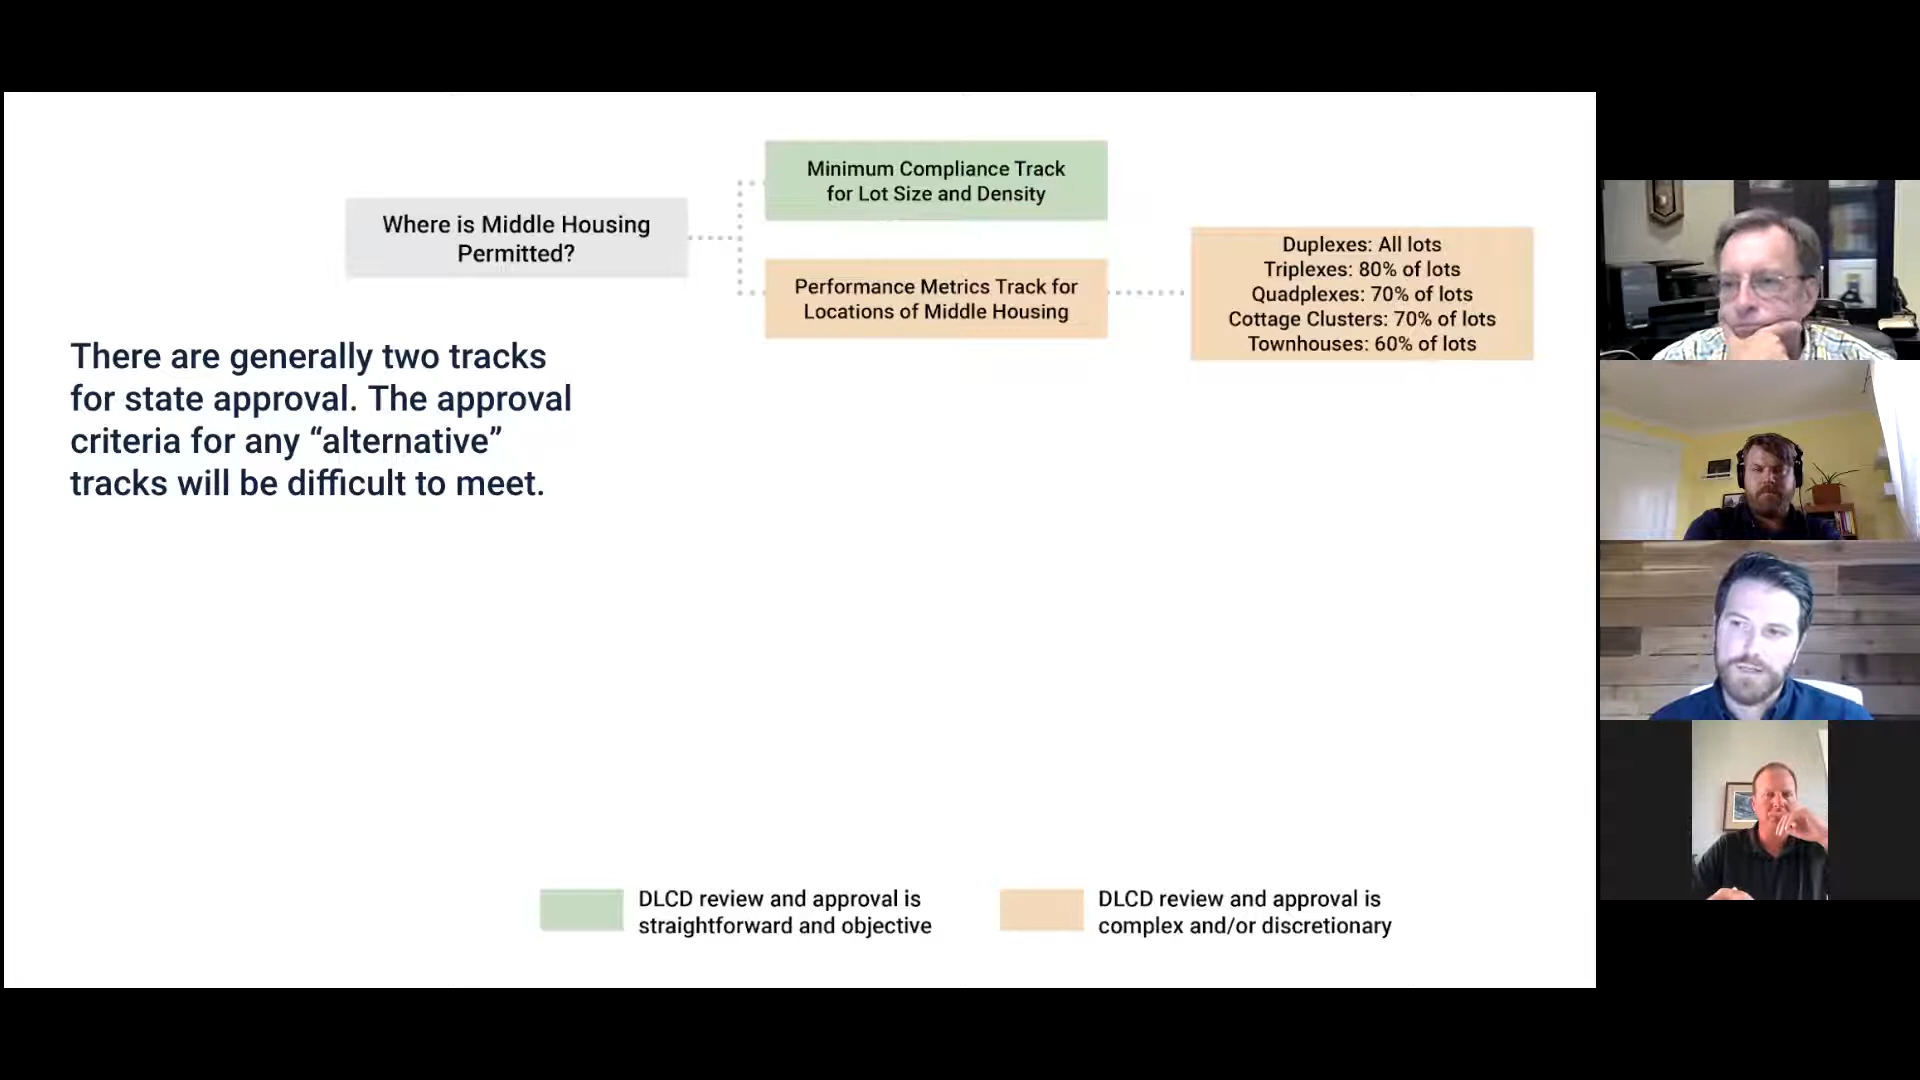 Minimum Compliance Track
for Lot Size and Density
Where is Middle Housing
Permitted?
Performance Metrics Track for
Locations of Middle Housing
Duplexes: All lots
Triplexes: 80% of lots
Quadplexes: 70% of lots
Cottage Clusters: 70% of lots
Townhouses: 60% of lots
There are generally two tracks
for state approval. The approval
criteria for any “alternative”
tracks will be difficult to meet.
DLCD review and approval is
straightforward and objective
DLCD review and approval is
complex and/or discretionary